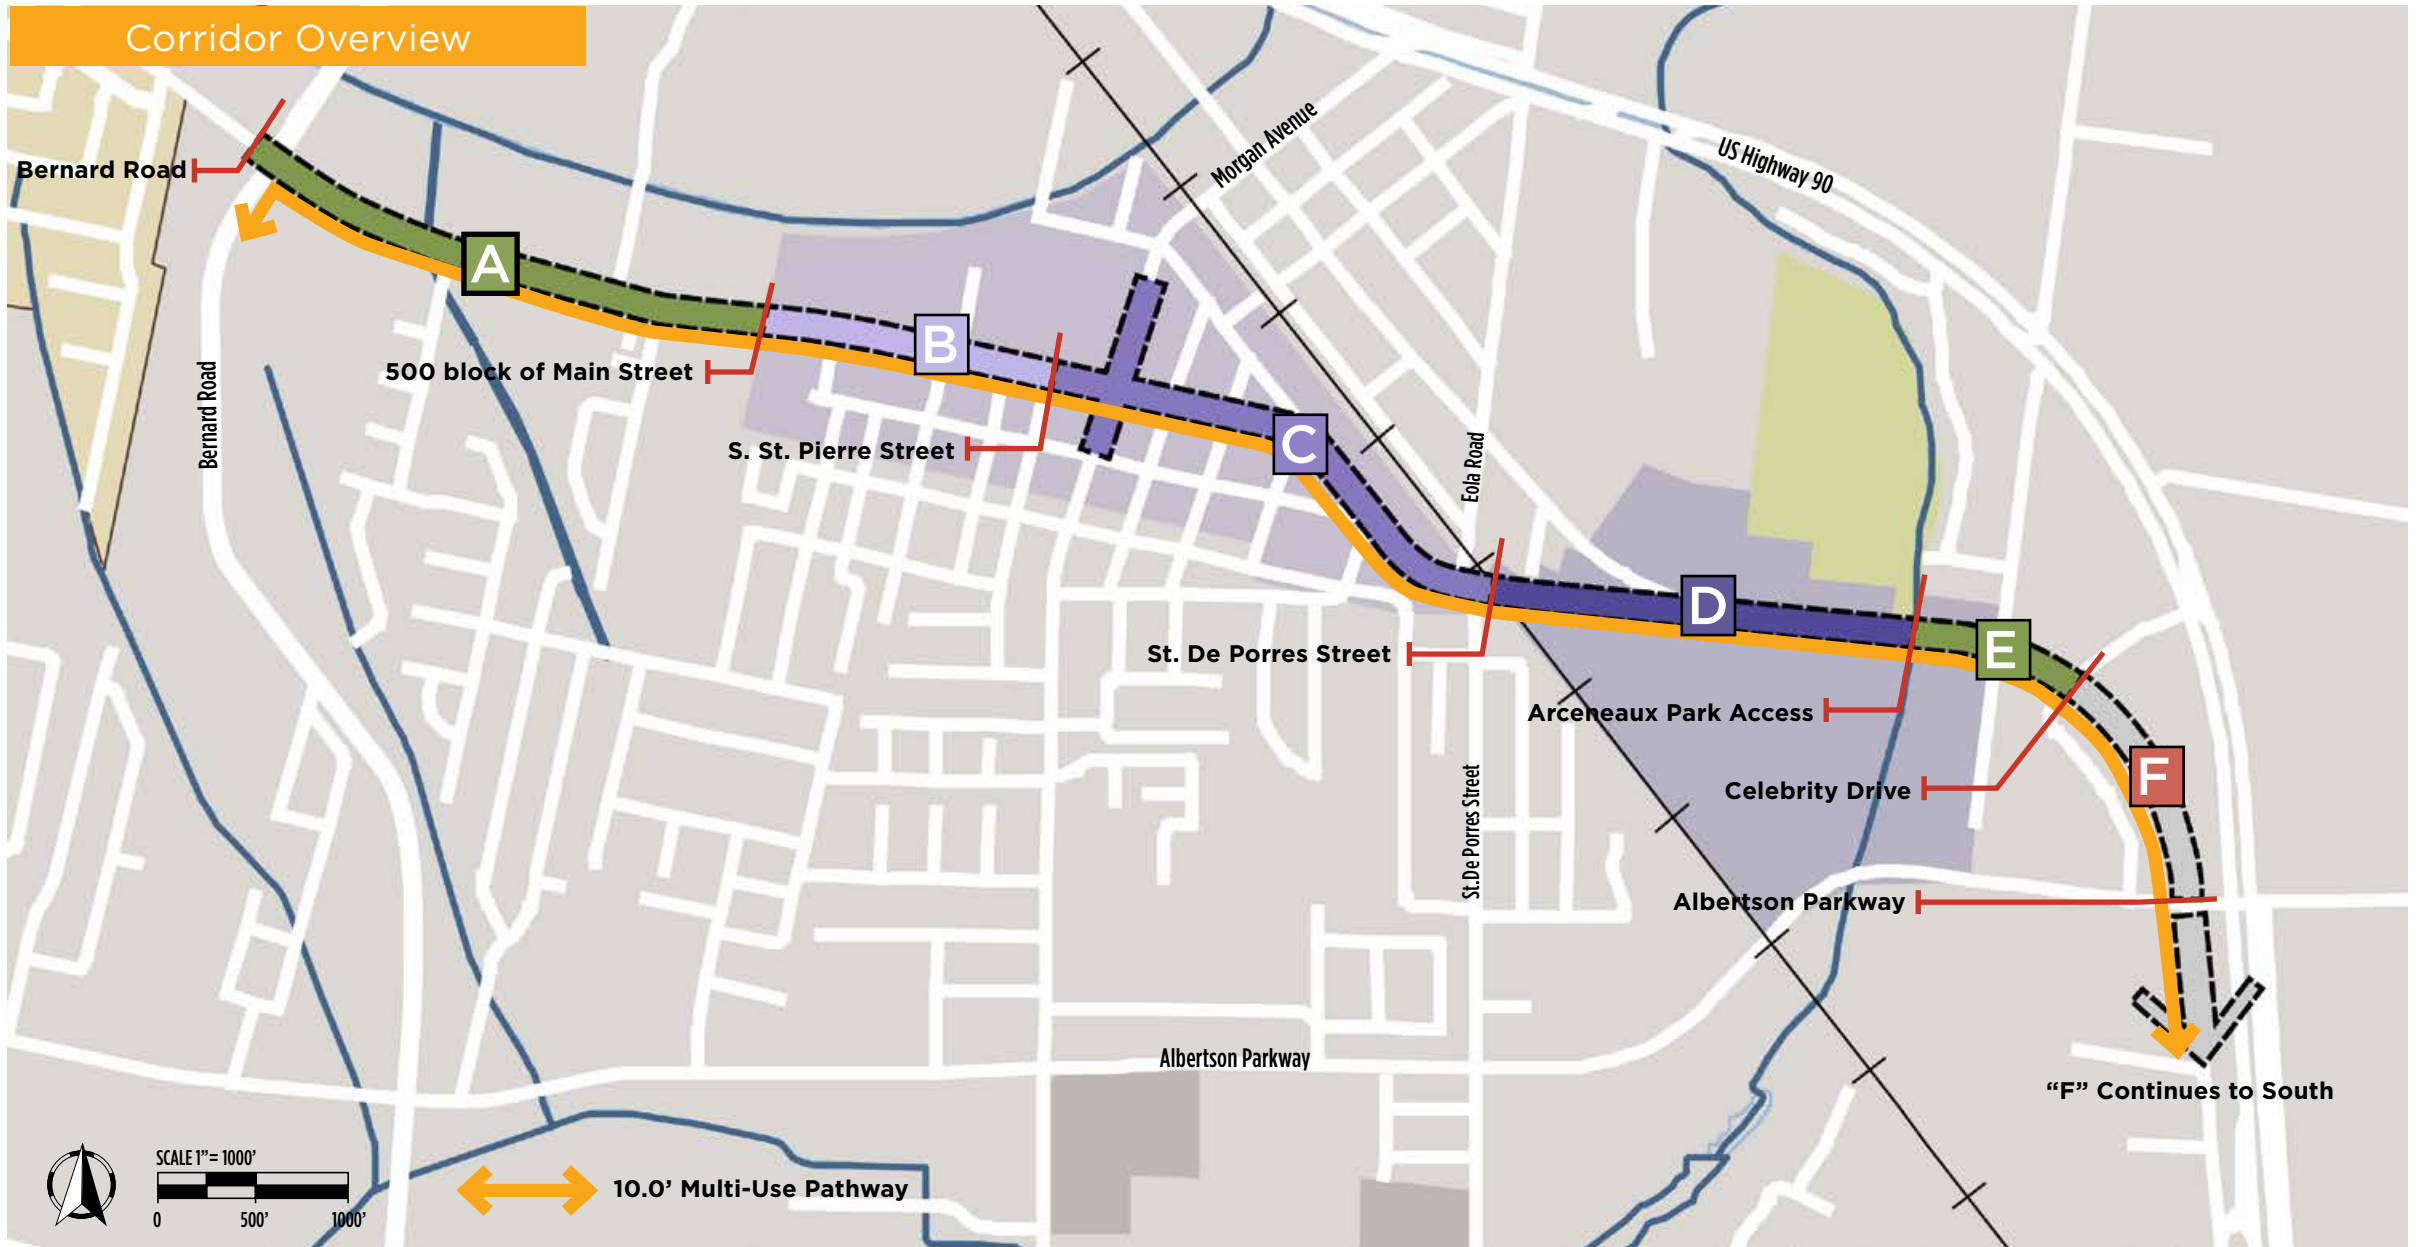 Corridor Overview
Bernard Road
A
500 block of Main Street
B
S. St. Pierre Street
C
St. De Porres Street
D
Arceneaux Park Access
E
Celebrity Drive
F
Albertson Parkway
“F” Continues to South
Morgan Avenue
US Highway 90
Eola Road
Bernard Road
St.De Porres Street
Albertson Parkway
SCALE 1”= 1000’
0 500’ 1000’
10.0’ Multi-Use Pathway